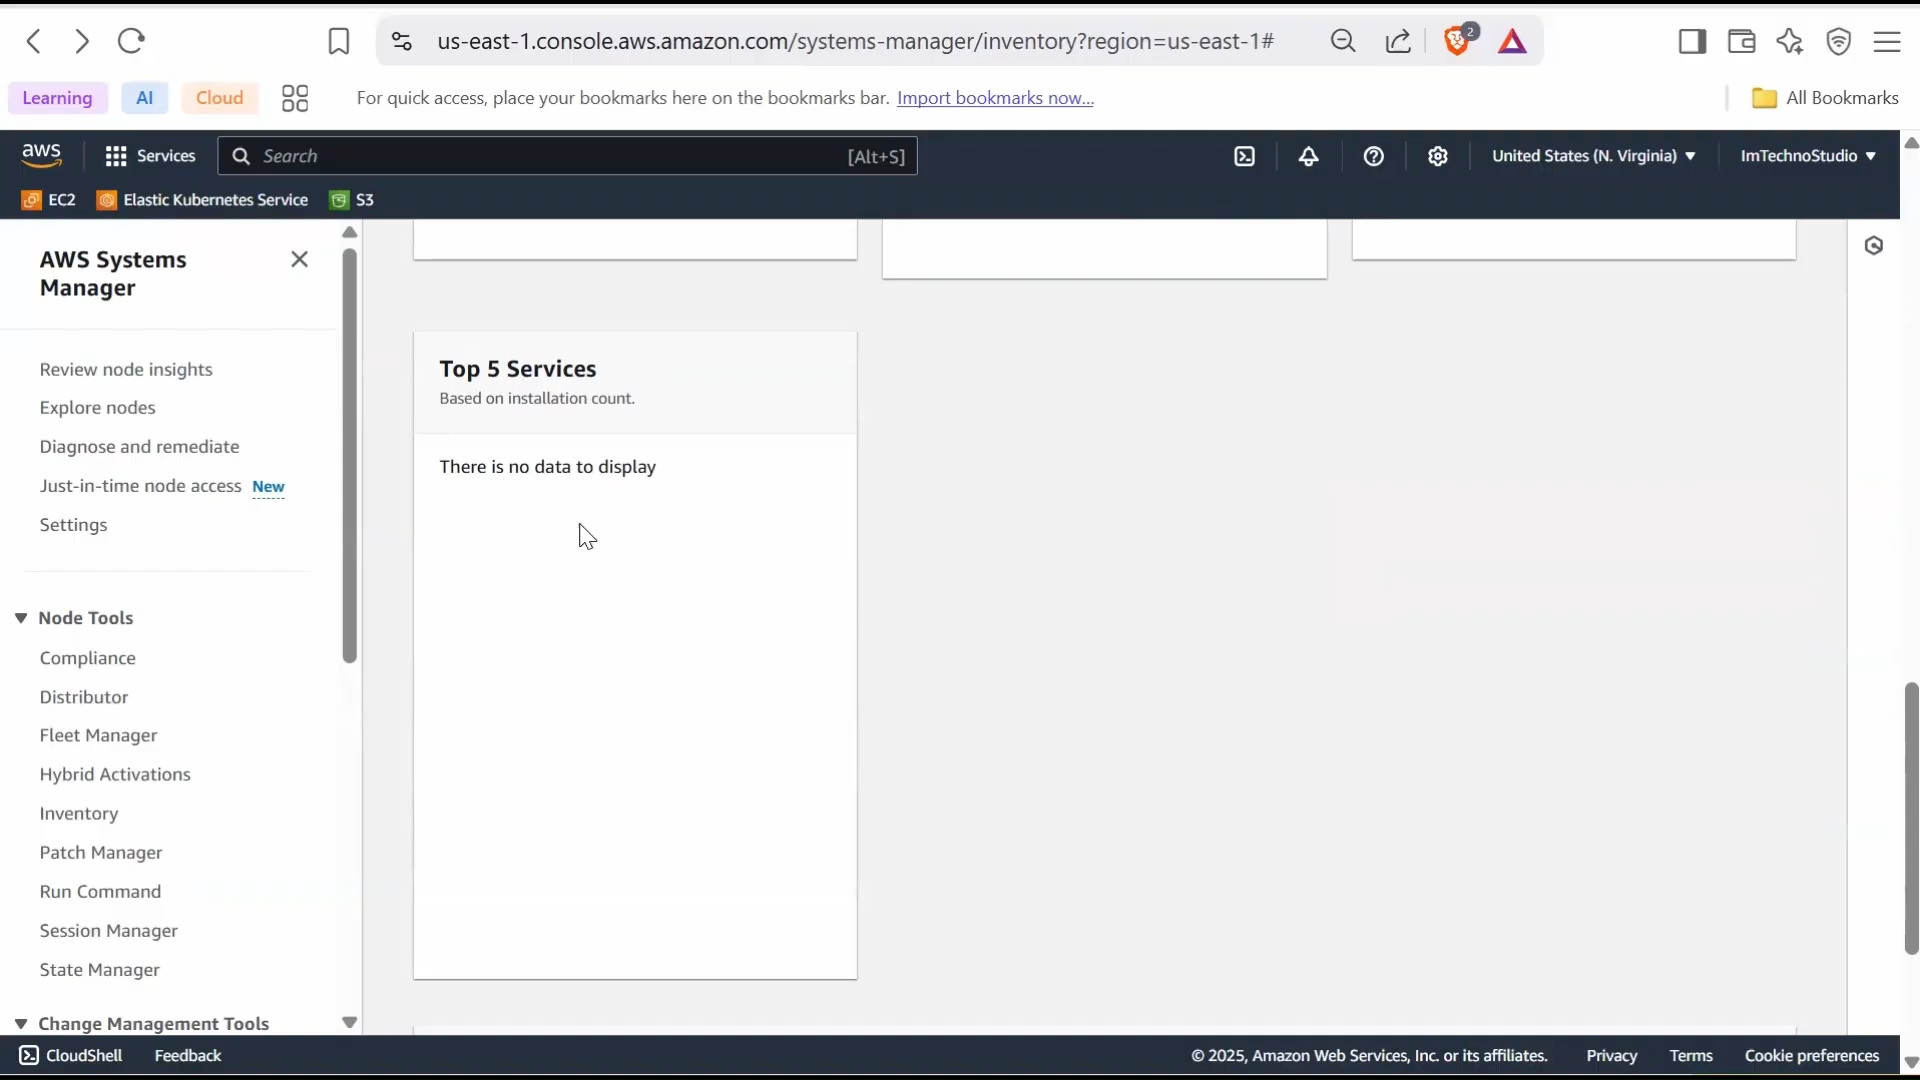 us-east-1.console.aws.amazon.com/systems-manager/inventory?region=us-east-1#
2
Learning
AI
Cloud
For quick access, place your bookmarks here on the bookmarks bar. Import bookmarks now...
All Bookmarks
aws
Services
Search
[Alt+S]
United States (N. Virginia)
ImTechnoStudio
EC2
Elastic Kubernetes Service
S3
AWS Systems
Manager
Review node insights
Explore nodes
Diagnose and remediate
Just-in-time node access New
Settings
Node Tools
Compliance
Distributor
Fleet Manager
Hybrid Activations
Inventory
Patch Manager
Run Command
Session Manager
State Manager
Change Management Tools
Top 5 Services
Based on installation count.
There is no data to display
CloudShell
Feedback
© 2025, Amazon Web Services, Inc. or its affiliates.
Privacy
Terms
Cookie preferences